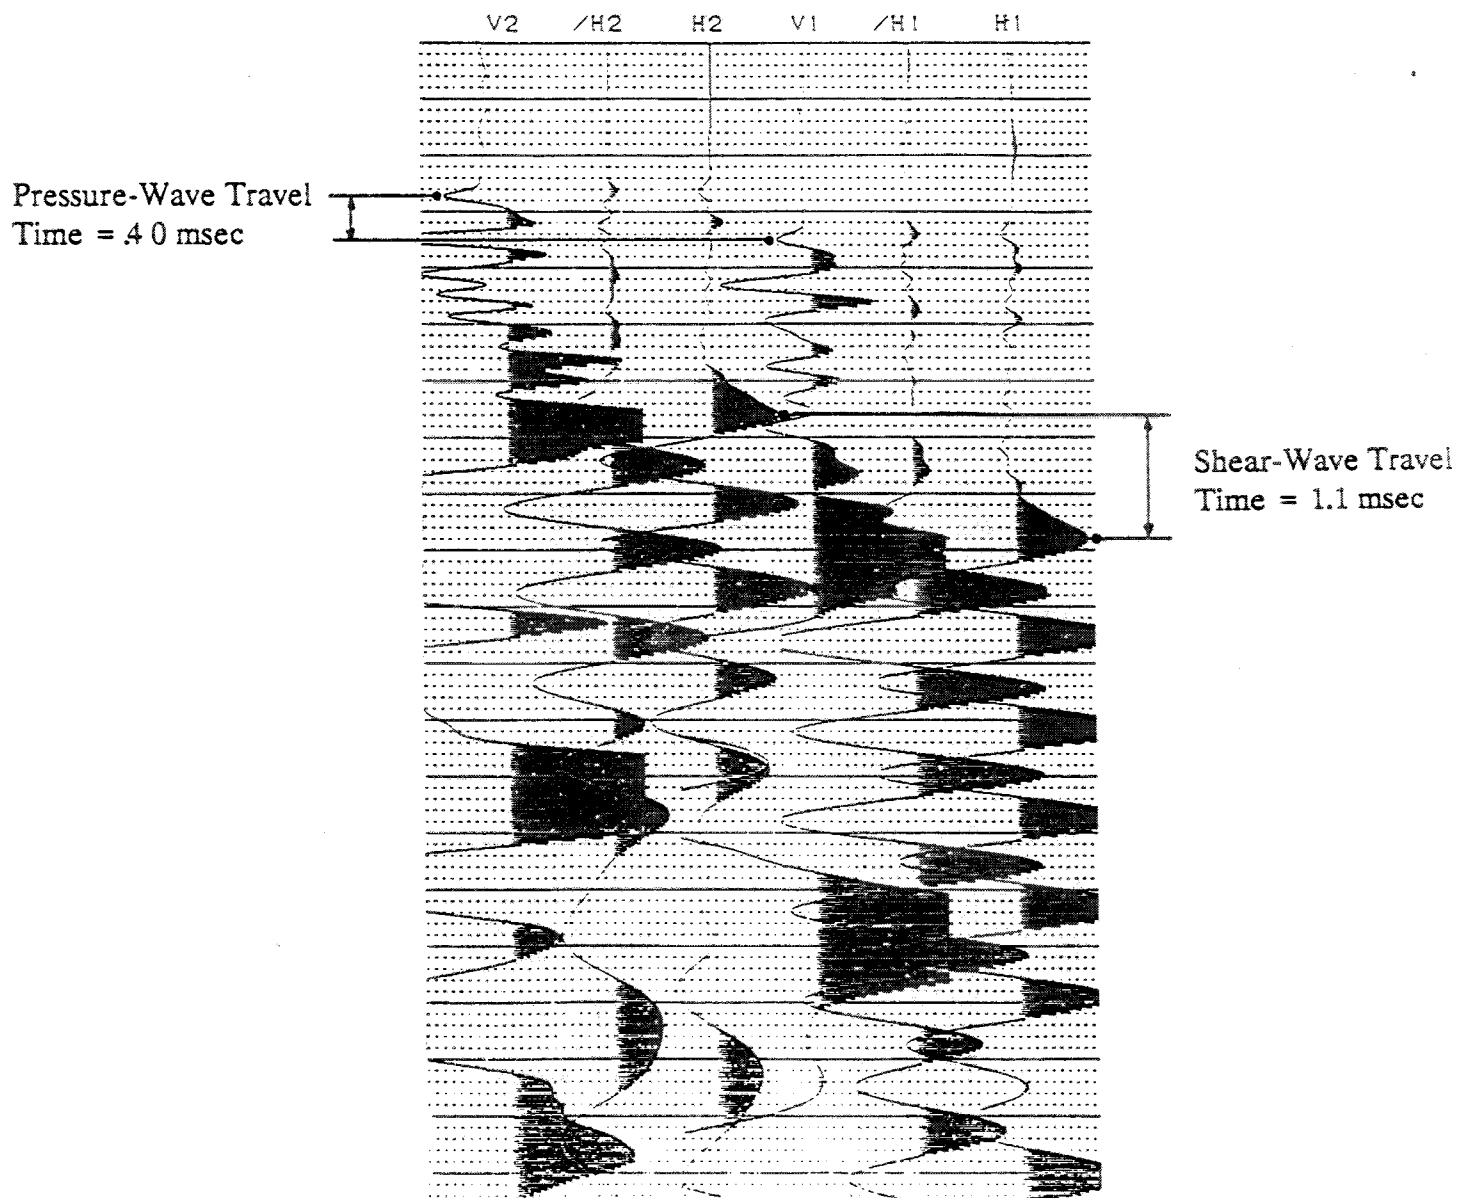 V2 /H2 H2 V1 /H1 H1
Pressure-Wave Travel
Time = .4 0 msec
Shear-Wave Travel
Time = 1.1 msec